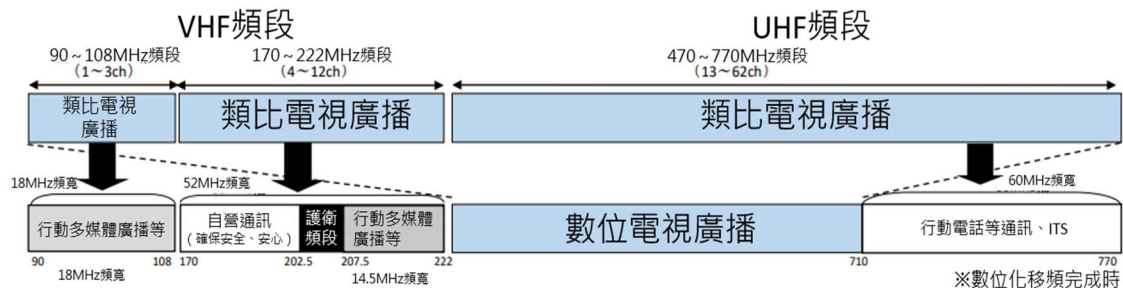 VHF頻段
UHF頻段
90~108MHz頻段
(1~3ch)
170~222MHz頻段
(4~12ch)
470~770MHz頻段
(13~62ch)
類比電視
廣播
類比電視廣播
類比電視廣播
18MHz頻寬
52MHz頻寬
60MHz頻寬
行動多媒體廣播等
自營通訊
(確保安全、安心)
護衛
頻段
行動多媒體
廣播等
數位電視廣播
行動電話等通訊、ITS
90
108
170
202.5
207.5
222
710
770
18MHz頻寬
14.5MHz頻寬
※數位化移頻完成時